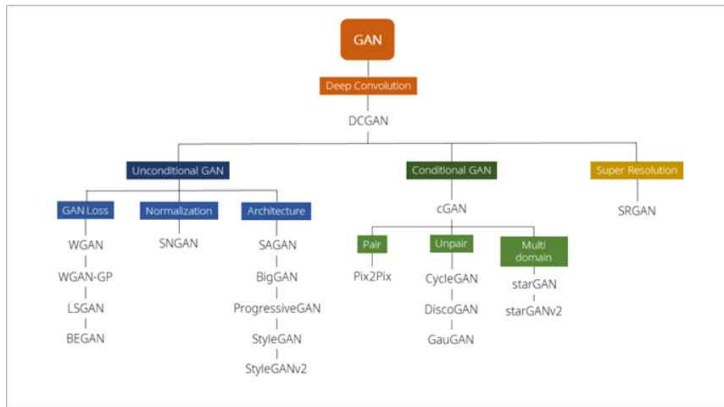 GAN
Deep Convolution
DCGAN
Unconditional GAN
Conditional GAN
Super Resolution
GAN Loss
Normalization
Architecture
cGAN
SRGAN
WGAN
SNGAN
SAGAN
Pair
Unpair
Multi
domain
WGAN-GP
BigGAN
Pix2Pix
CycleGAN
starGAN
LSGAN
ProgressiveGAN
DiscoGAN
starGANv2
BEGAN
StyleGAN
GauGAN
StyleGANv2